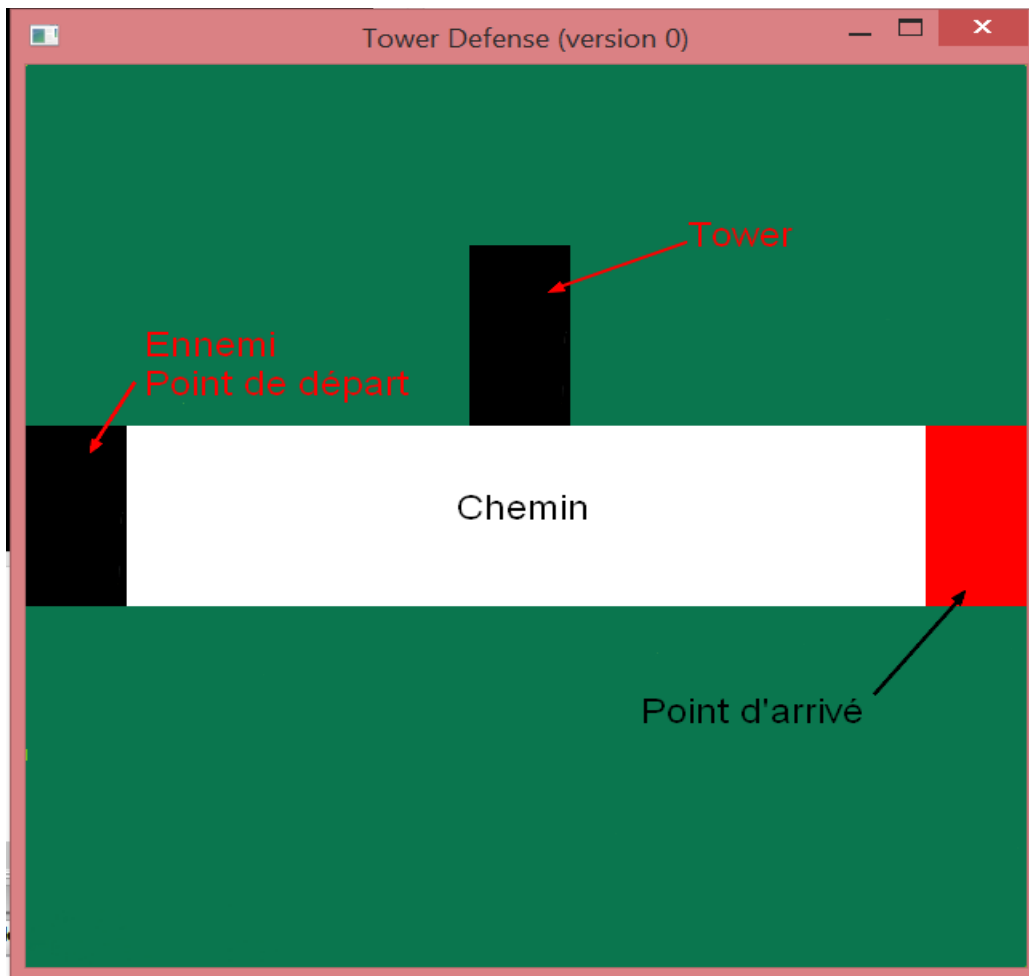 Tower Defense (version 0)
Tower
Ennemi
Point de départ
Chemin
Point d'arrivé